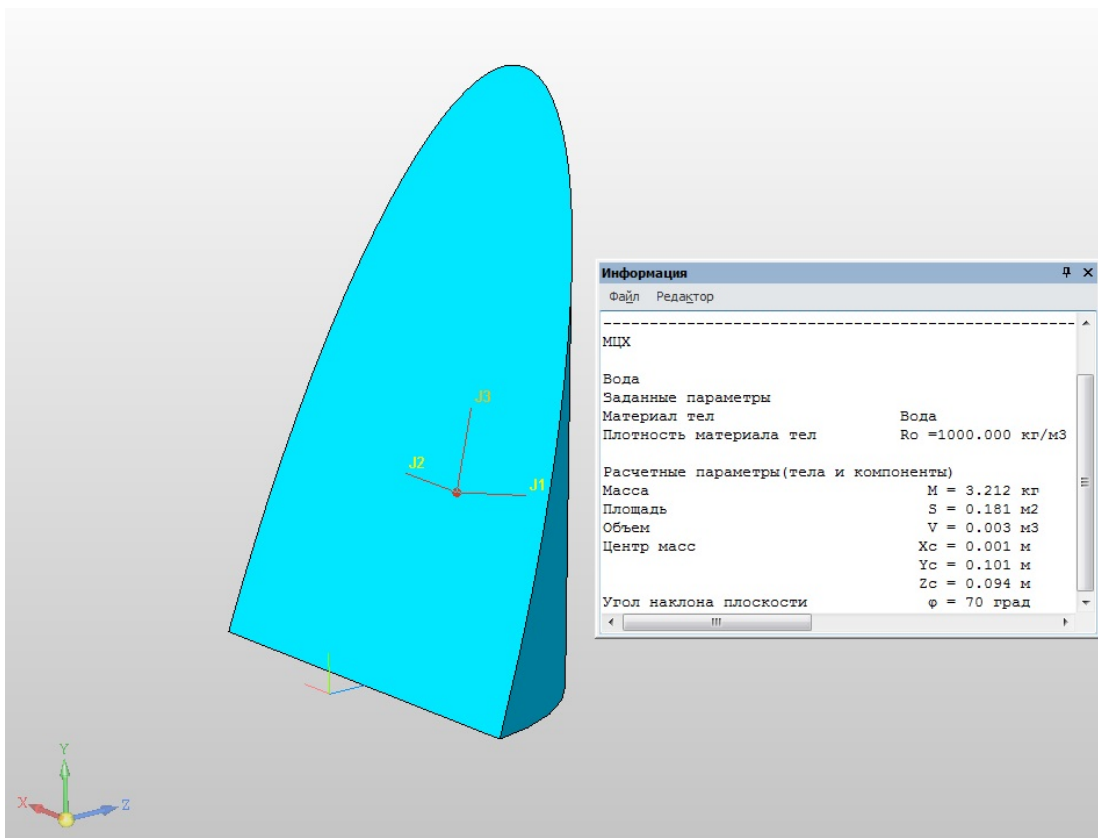 J3
J2
J1
Y
X
Z
Информация
Файл Редактор
------------------------------------------------------------
МЦХ
Вода
Заданные параметры
Материал тел Вода
Плотность материала тел Ro =1000.000 кг/м3
Расчетные параметры(тела и компоненты)
Масса M = 3.212 кг
Площадь S = 0.181 м2
Объем V = 0.003 м3
Центр масс Xc = 0.001 м
Yc = 0.101 м
Zc = 0.094 м
Угол наклона плоскости φ = 70 град